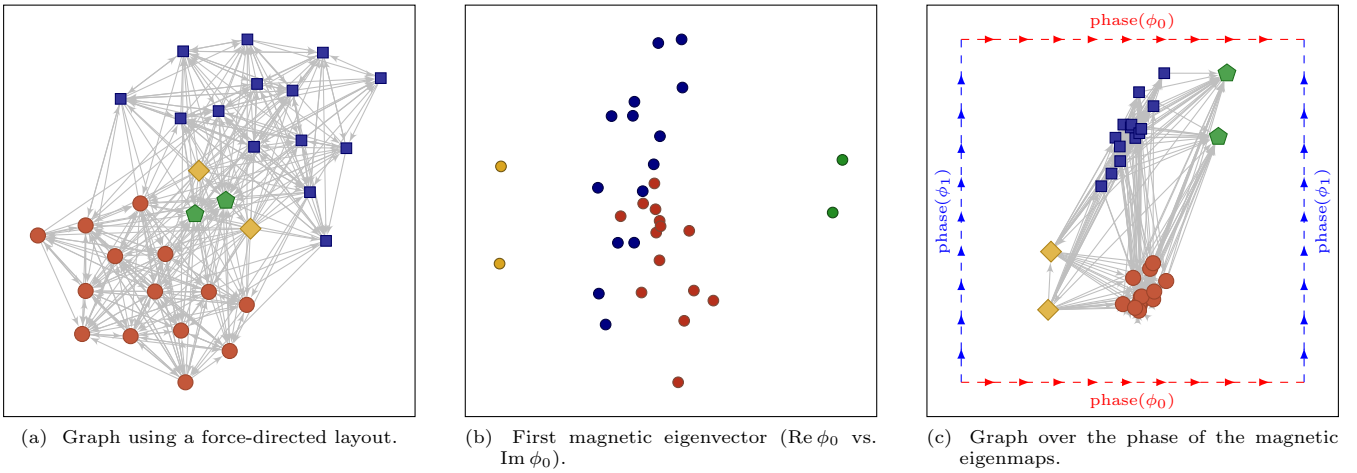 phase(ϕ0)
phase(ϕ1)
phase(ϕ1)
phase(ϕ0)
(a) Graph using a force-directed layout.
(b) First magnetic eigenvector (Re ϕ0 vs.
Im ϕ0).
(c) Graph over the phase of the magnetic
eigenmaps.